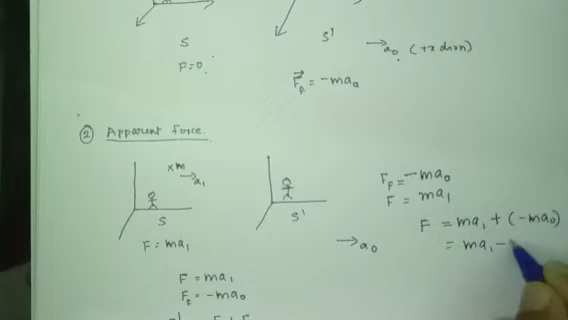 S
S'
→a₀ (+x dirn)
F=0
F⃗ₚ = -ma₀
② Apparent Force.
×m
→a₁
S
S'
F = ma₁
→a₀
F = ma₁
Fₚ = -ma₀
Fₚ = -ma₀
F = ma₁
F = ma₁ + (-ma₀)
= ma₁ -